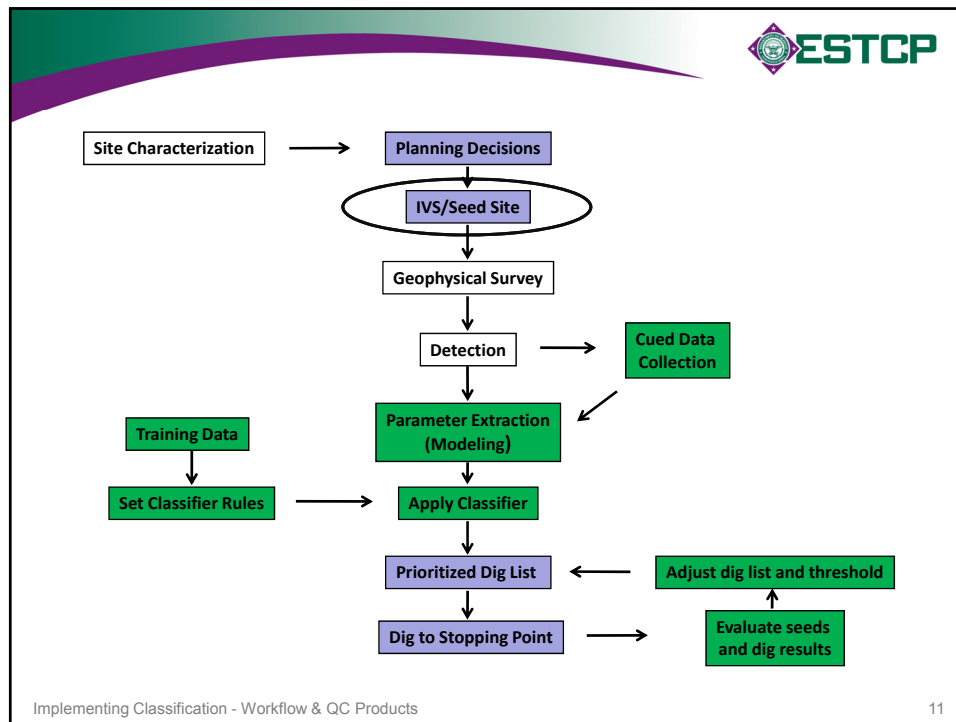 ESTCP
Site Characterization
Planning Decisions
IVS/Seed Site
Geophysical Survey
Detection
Cued Data
Collection
Parameter Extraction
(Modeling)
Training Data
Set Classifier Rules
Apply Classifier
Prioritized Dig List
Adjust dig list and threshold
Dig to Stopping Point
Evaluate seeds
and dig results
Implementing Classification - Workflow & QC Products
11